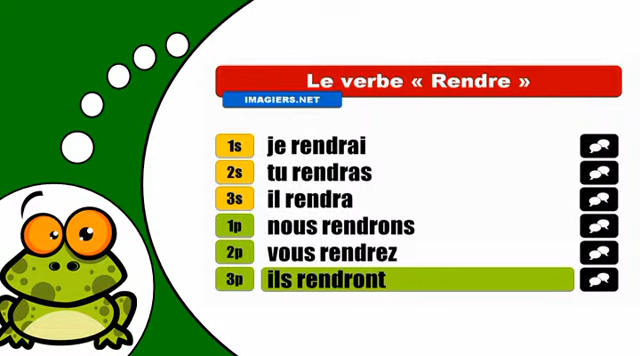 Le verbe « Rendre »
IMAGIERS.NET
1s je rendrai
2s tu rendras
3s il rendra
1p nous rendrons
2p vous rendrez
3p ils rendront